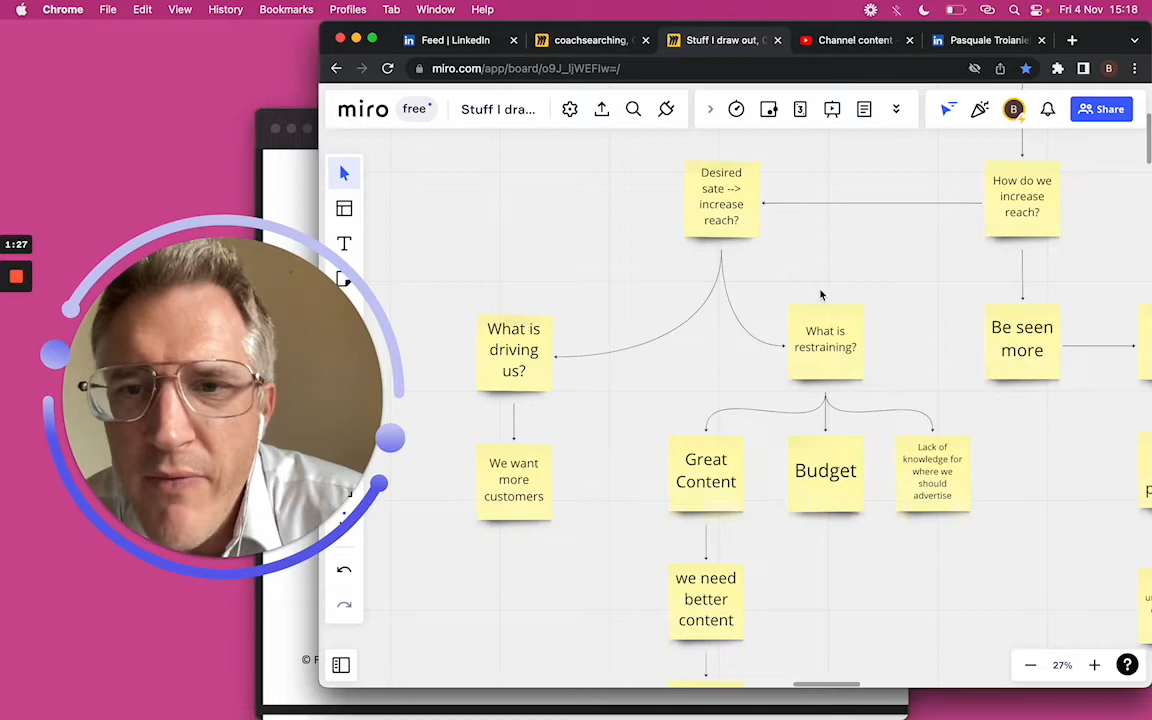 Chrome File Edit View History Bookmarks Profiles Tab Window Help Fri 4 Nov 15:18
Feed | LinkedIn coachsearching, Stuff I draw out, Channel content Pasquale
miro.com/app/board/o9J_ljWEFlw=/ B
miro free Stuff I draw... 3 B Share
1:27
Desired
sate -->
increase
reach?
How do we
increase
reach?
What is
driving
us?
What is
restraining?
Be seen
more
We want
more
customers
Great
Content
Budget
Lack of
knowledge for
where we
should
advertise
we need
better
content
27% ?